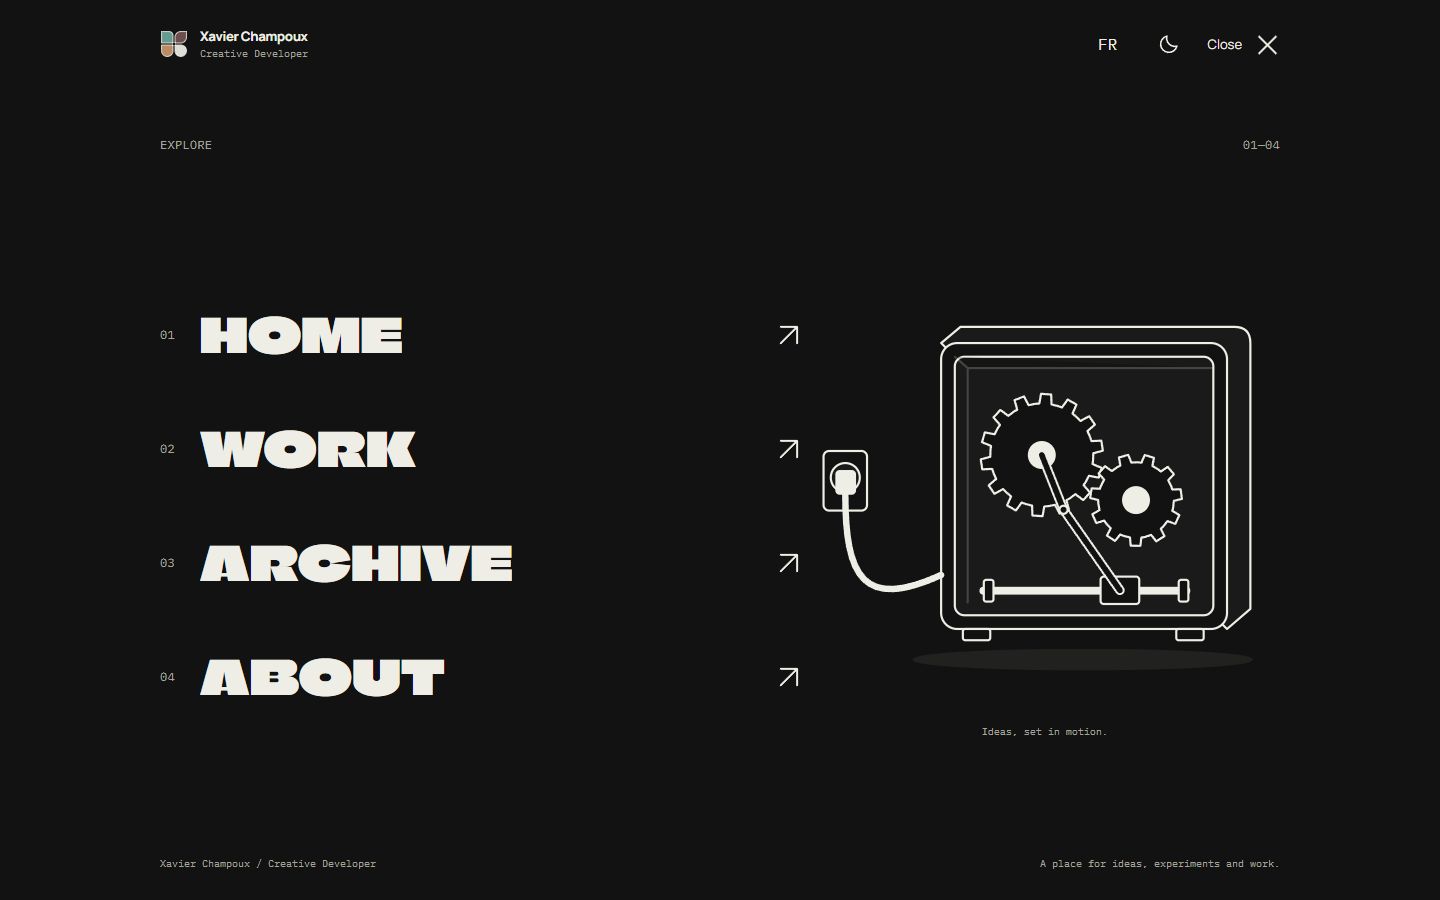 Xavier Champoux
Creative Developer
FR
Close
EXPLORE
01—04
01
HOME
02
WORK
03
ARCHIVE
04
ABOUT
Ideas, set in motion.
Xavier Champoux / Creative Developer
A place for ideas, experiments and work.